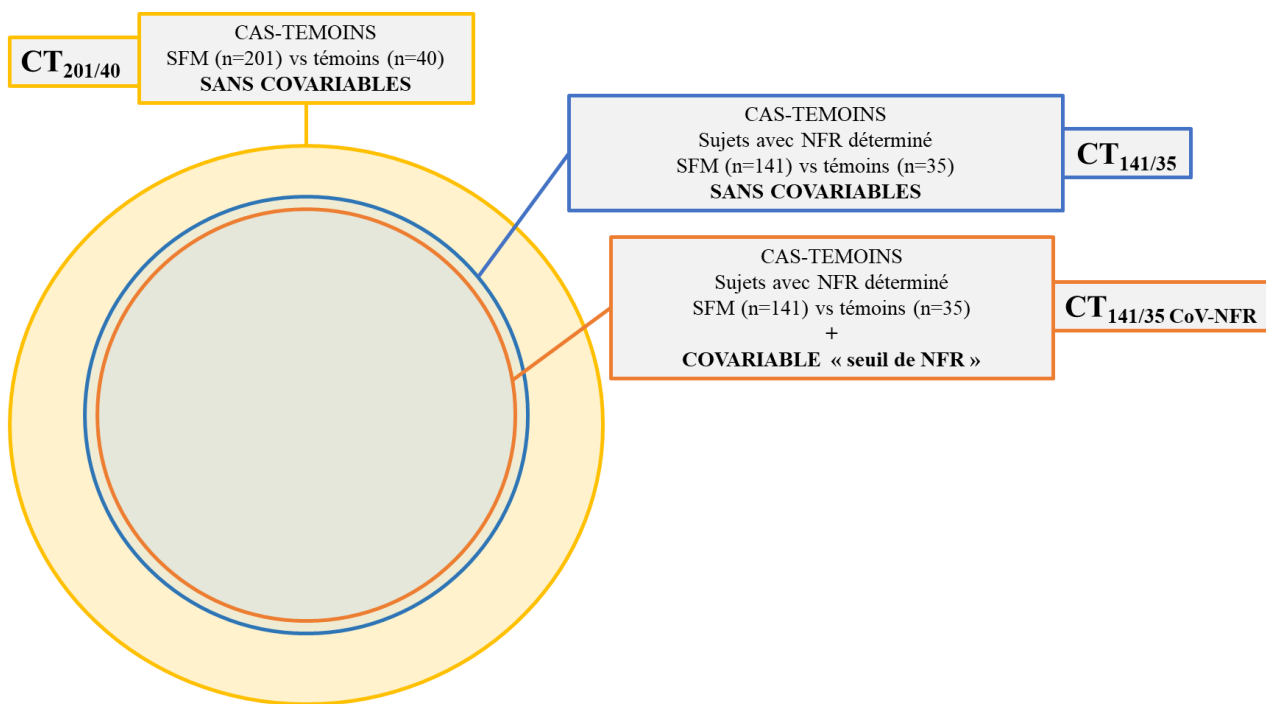 CT201/40
CAS-TEMOINS
SFM (n=201) vs témoins (n=40)
SANS COVARIABLES
CAS-TEMOINS
Sujets avec NFR déterminé
SFM (n=141) vs témoins (n=35)
SANS COVARIABLES
CT141/35
CAS-TEMOINS
Sujets avec NFR déterminé
SFM (n=141) vs témoins (n=35)
+
COVARIABLE « seuil de NFR »
CT141/35 CoV-NFR